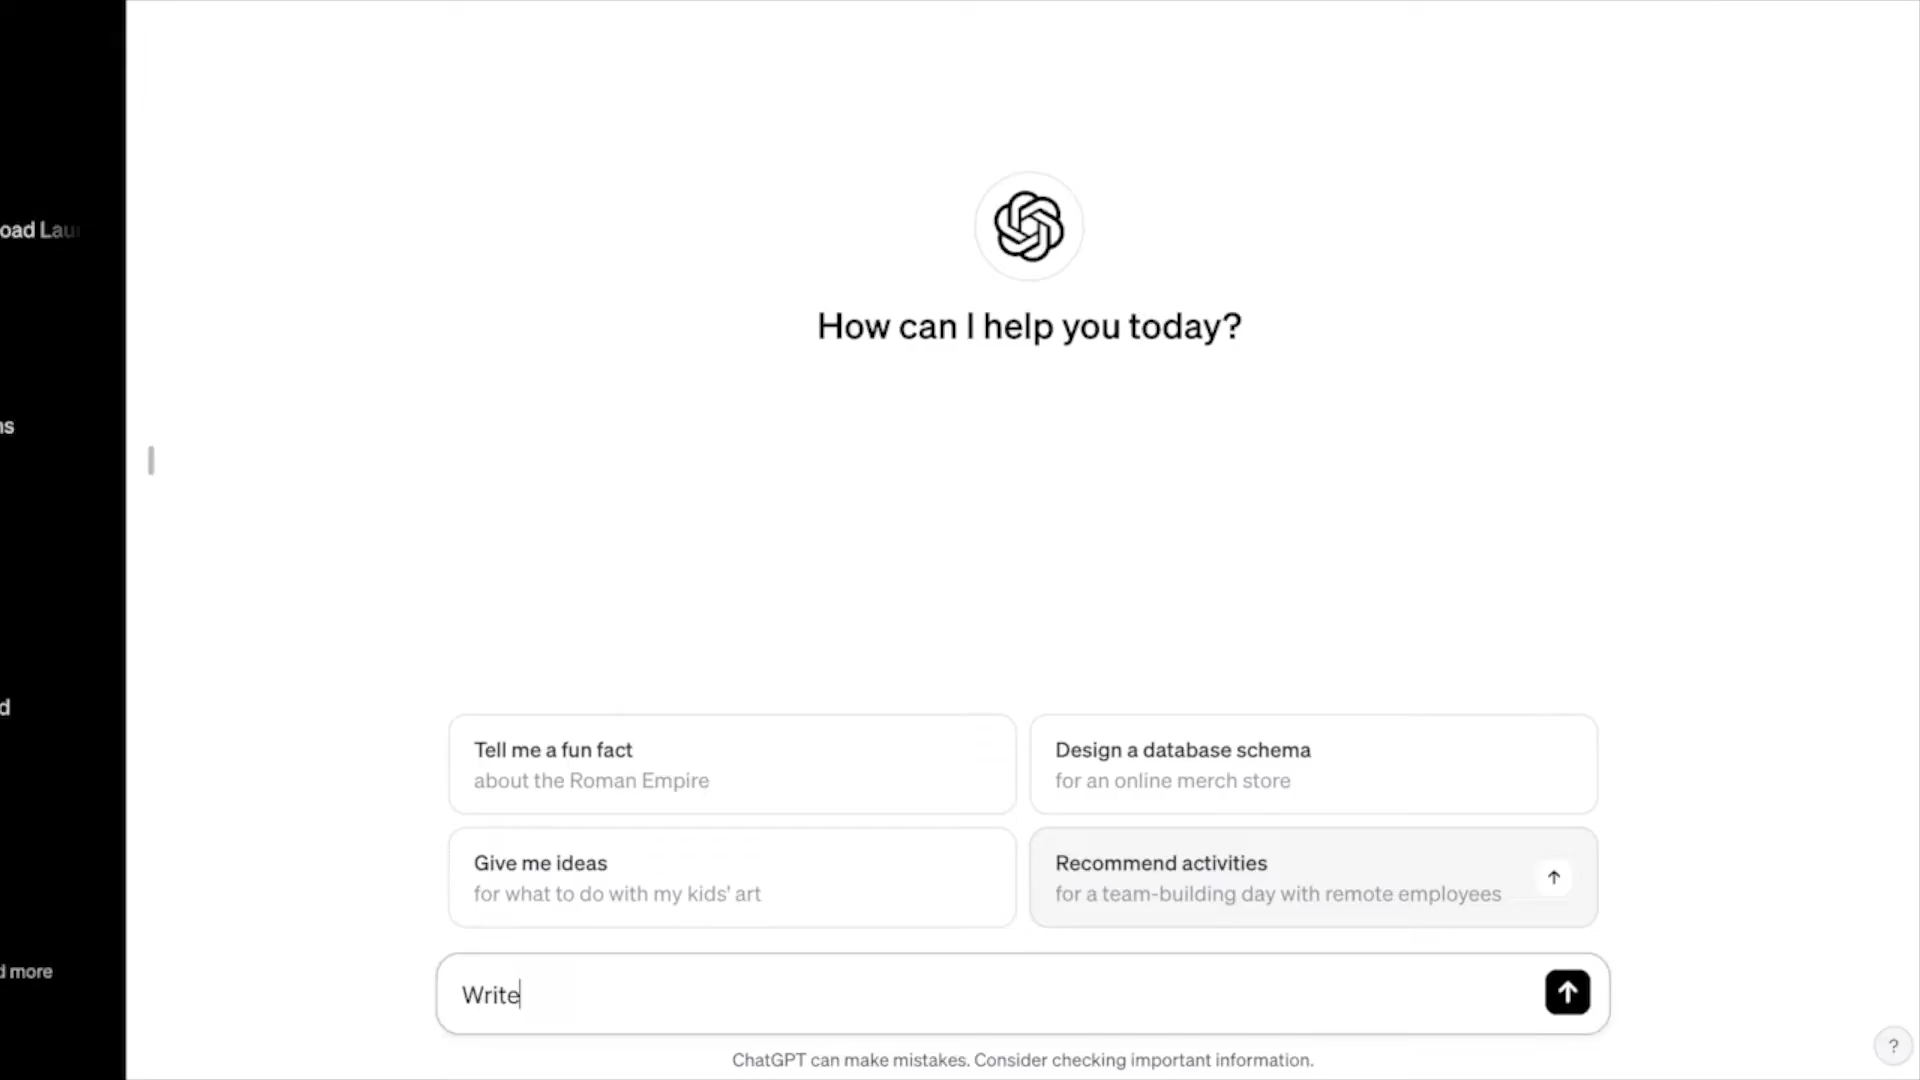 oad Lau
ns
d
d more
How can I help you today?
Tell me a fun fact
about the Roman Empire
Design a database schema
for an online merch store
Give me ideas
for what to do with my kids' art
Recommend activities
for a team-building day with remote employees
Write
ChatGPT can make mistakes. Consider checking important information.
?